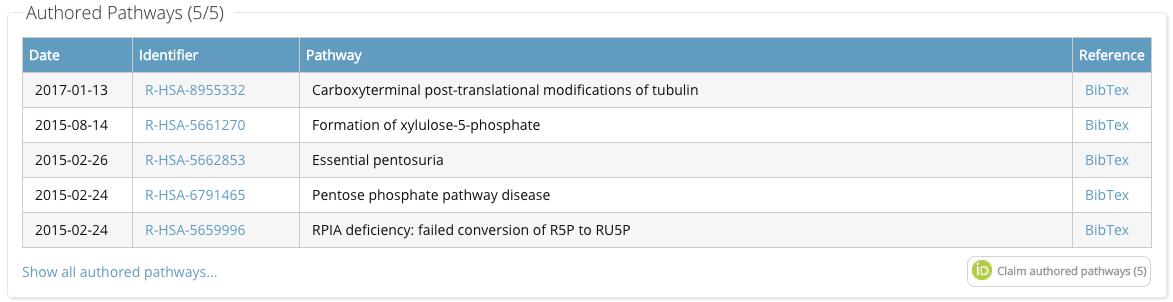 Authored Pathways (5/5)
Date Identifier Pathway Reference
2017-01-13 R-HSA-8955332 Carboxyterminal post-translational modifications of tubulin BibTex
2015-08-14 R-HSA-5661270 Formation of xylulose-5-phosphate BibTex
2015-02-26 R-HSA-5662853 Essential pentosuria BibTex
2015-02-24 R-HSA-6791465 Pentose phosphate pathway disease BibTex
2015-02-24 R-HSA-5659996 RPIA deficiency: failed conversion of R5P to RU5P BibTex
Show all authored pathways... iD Claim authored pathways (5)